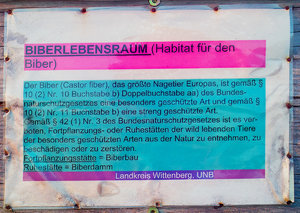 BIBERLEBENSRAUM (Habitat für den
Biber)
Der Biber (Castor fiber), das größte Nagetier Europas, ist gemäß §
10 (2) Nr. 10 Buchstabe b) Doppelbuchstabe aa) des Bundes-
naturschutzgesetzes eine besonders geschützte Art und gemäß §
10 (2) Nr. 11 Buchstabe b) eine streng geschützte Art.
Gemäß § 42 (1) Nr. 3 des Bundesnaturschutzgesetzes ist es ver-
boten, Fortpflanzungs- oder Ruhestätten der wild lebenden Tiere
der besonders geschützten Arten aus der Natur zu entnehmen, zu
beschädigen oder zu zerstören.
Fortpflanzungsstätte = Biberbau
Ruhestätte = Biberdamm
Landkreis Wittenberg, UNB